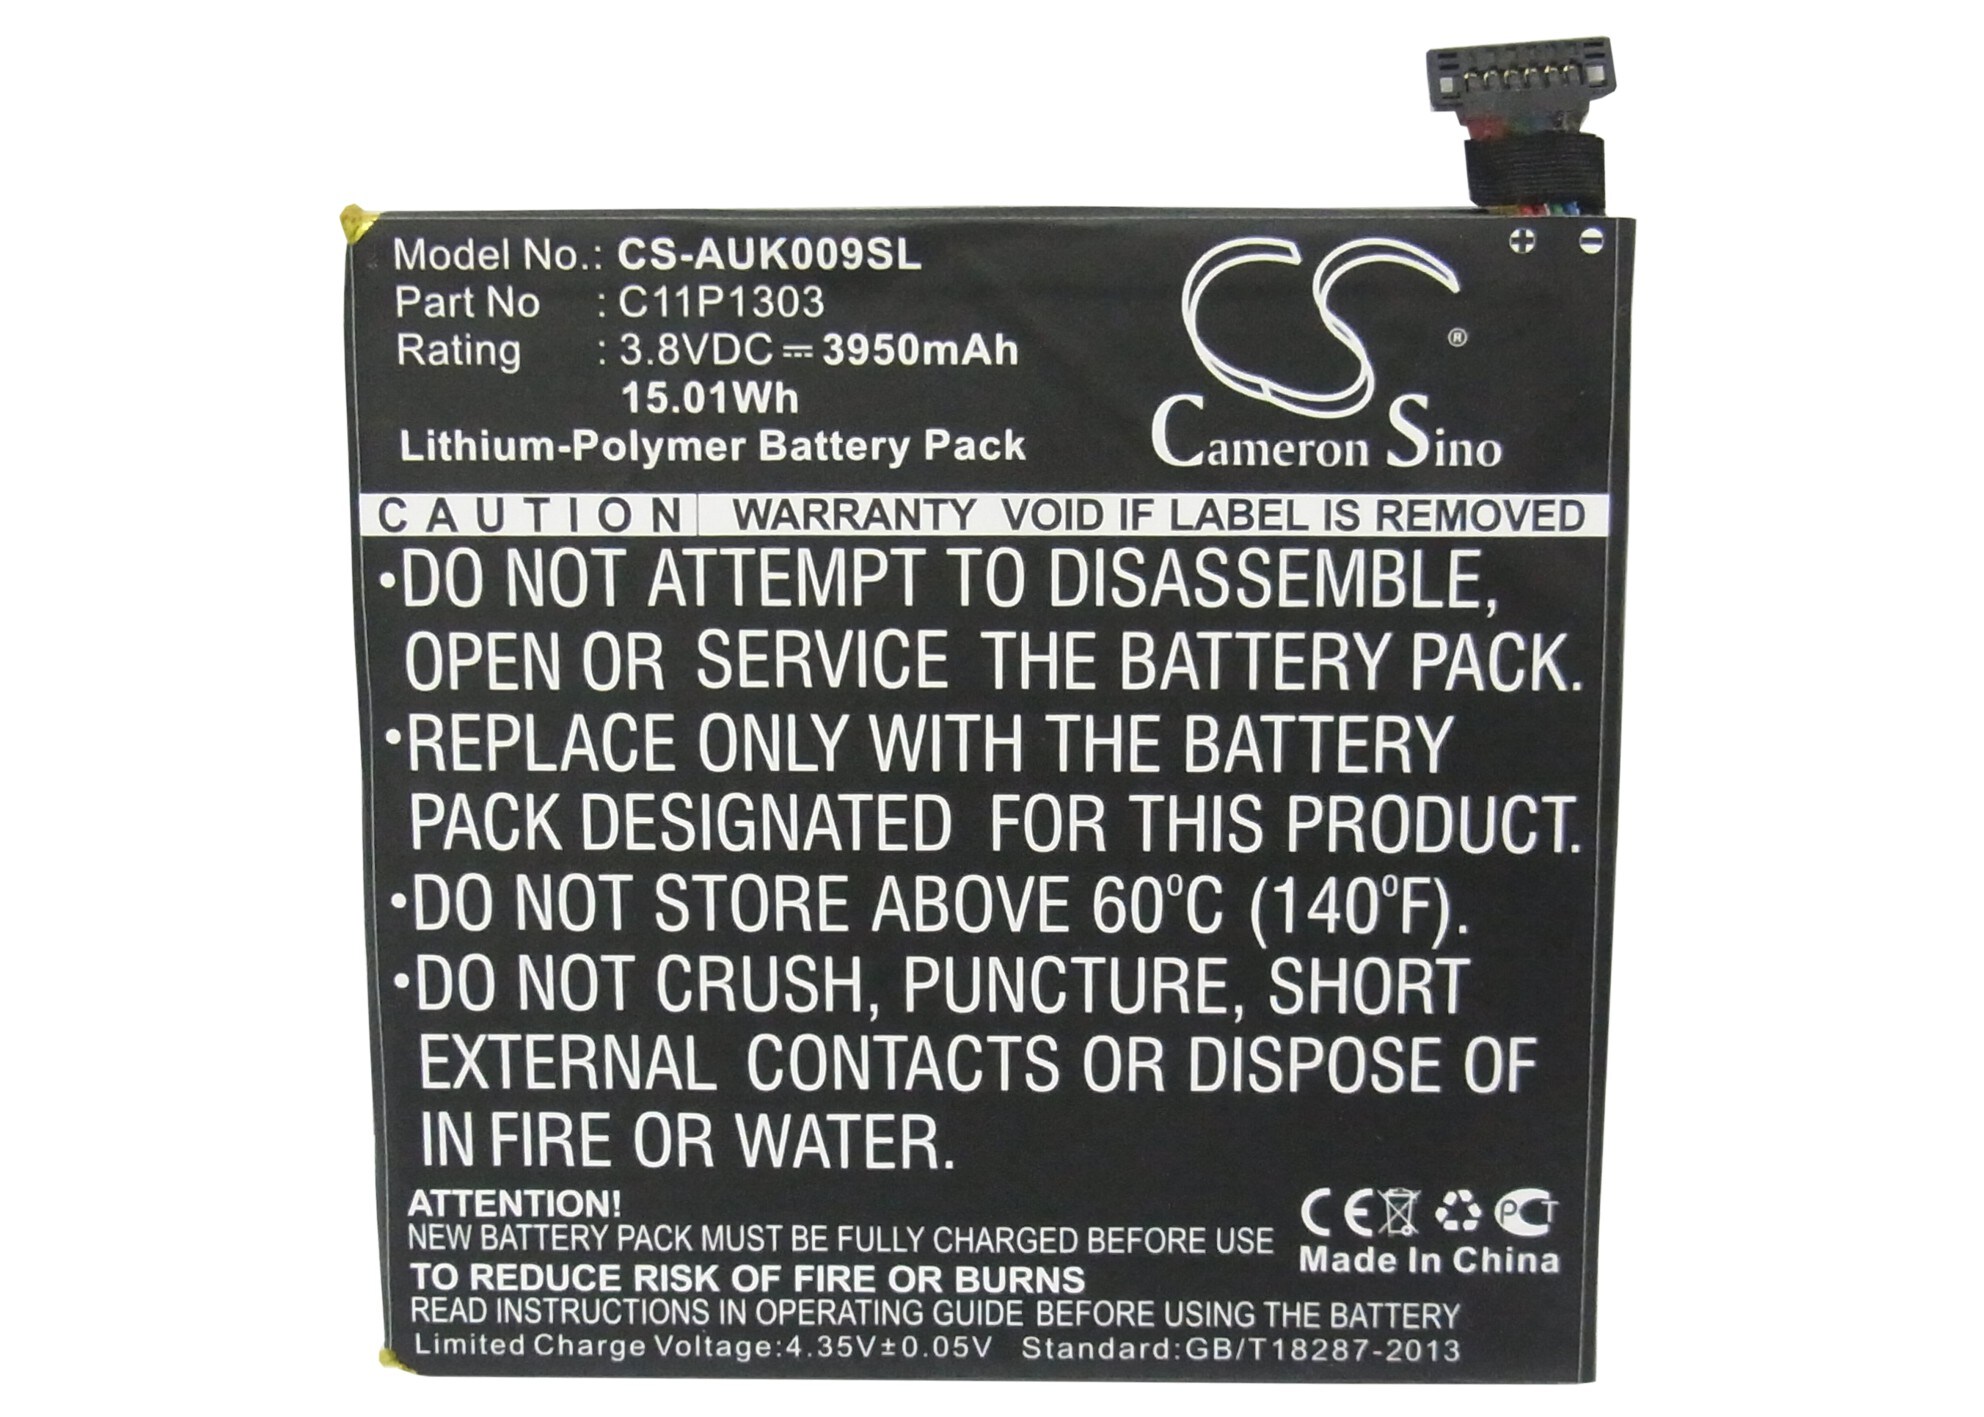 Model No.: CS-AUK009SL
Part No : C11P1303
Rating : 3.8VDC⎓3950mAh
15.01Wh
Lithium-Polymer Battery Pack
CS ®
Cameron Sino
CAUTION WARRANTY VOID IF LABEL IS REMOVED
•DO NOT ATTEMPT TO DISASSEMBLE,
OPEN OR SERVICE THE BATTERY PACK.
•REPLACE ONLY WITH THE BATTERY
PACK DESIGNATED FOR THIS PRODUCT.
•DO NOT STORE ABOVE 60⁰C (140⁰F).
•DO NOT CRUSH, PUNCTURE, SHORT
EXTERNAL CONTACTS OR DISPOSE OF
IN FIRE OR WATER.
ATTENTION!
NEW BATTERY PACK MUST BE FULLY CHARGED BEFORE USE
TO REDUCE RISK OF FIRE OR BURNS
READ INSTRUCTIONS IN OPERATING GUIDE BEFORE USING THE BATTERY
Limited Charge Voltage:4.35V±0.05V Standard:GB/T18287-2013
CE PCT
Made In China